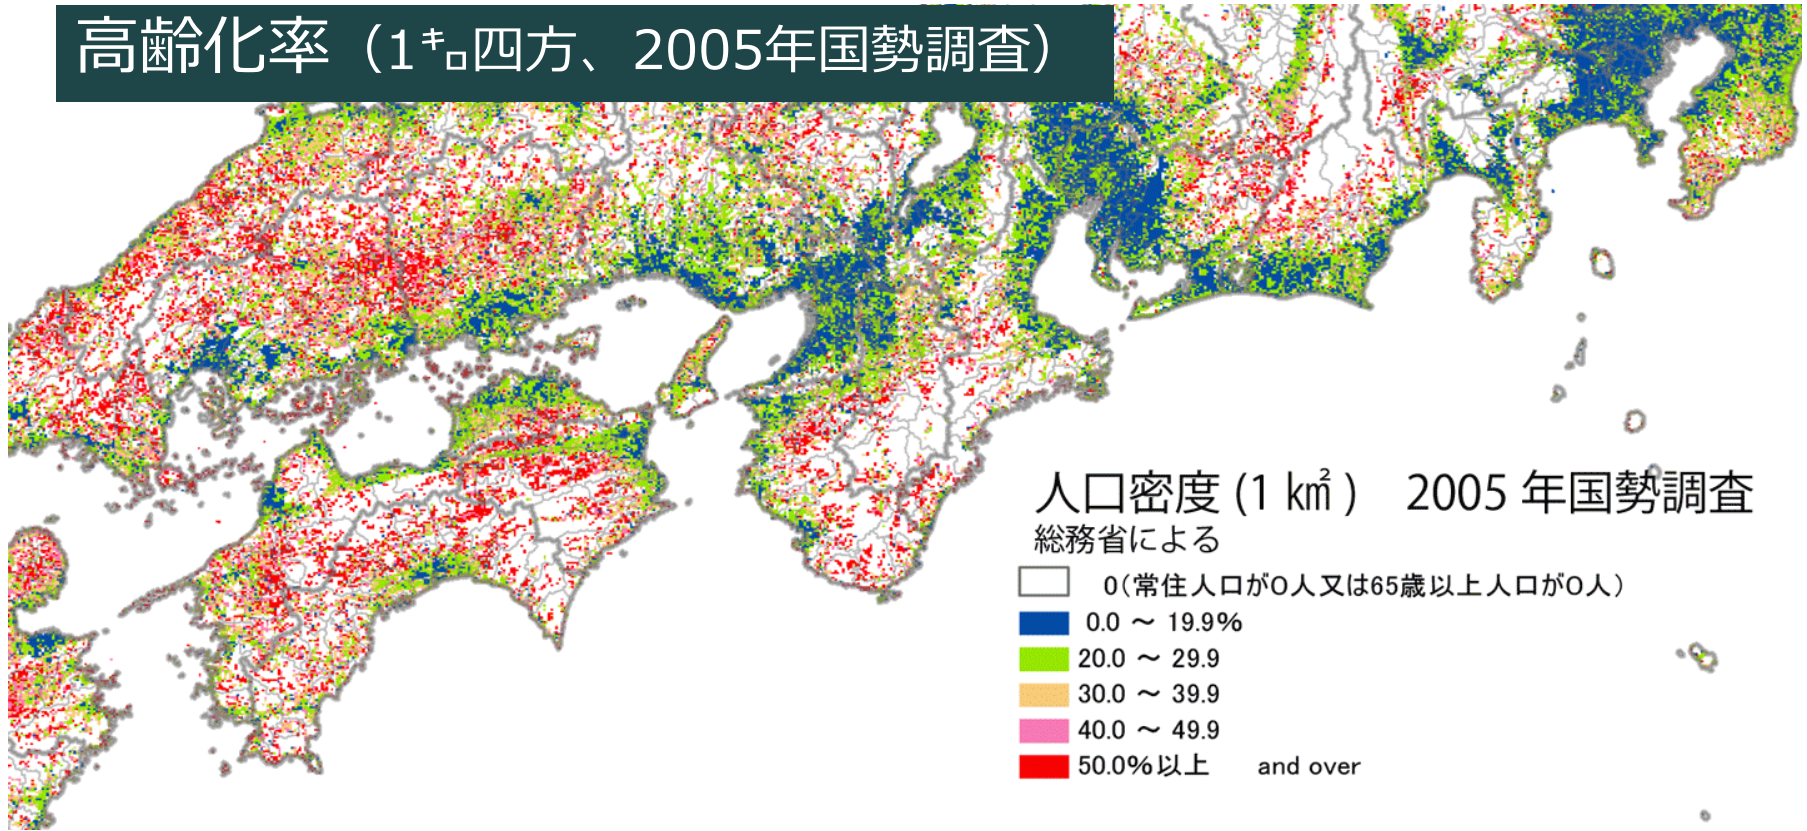 高齢化率（1㌔四方、2005年国勢調査）
人口密度 (1 k㎡ )　2005 年国勢調査
総務省による
0(常住人口が0人又は65歳以上人口が0人)
0.0 ～ 19.9%
20.0 ～ 29.9
30.0 ～ 39.9
40.0 ～ 49.9
50.0%以上　and over